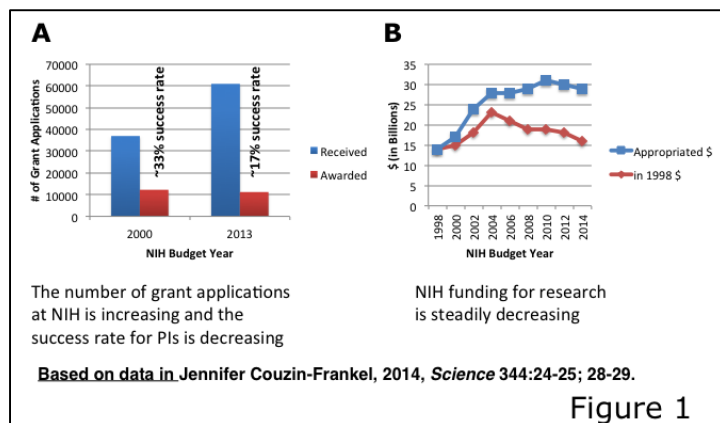 A
B
70000
60000
50000
40000
30000
20000
10000
0
# of Grant Applications
~33% success rate
~17% success rate
2000
2013
NIH Budget Year
Received
Awarded
35
30
25
20
15
10
5
0
$ (in Billions)
1998
2000
2002
2004
2006
2008
2010
2012
2014
NIH Budget Year
Appropriated $
in 1998 $
The number of grant applications
at NIH is increasing and the
success rate for PIs is decreasing
NIH funding for research
is steadily decreasing
Based on data in Jennifer Couzin-Frankel, 2014, Science 344:24-25; 28-29.
Figure 1